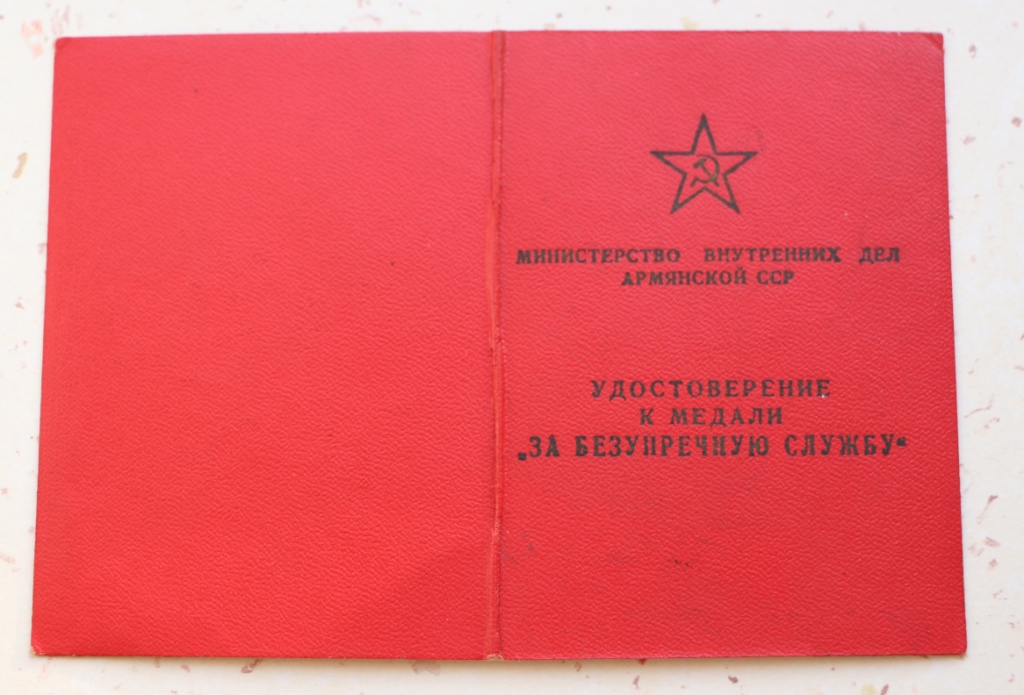 МИНИСТЕРСТВО ВНУТРЕННИХ ДЕЛ
АРМЯНСКОЙ ССР
УДОСТОВЕРЕНИЕ
К МЕДАЛИ
„ЗА БЕЗУПРЕЧНУЮ СЛУЖБУ“